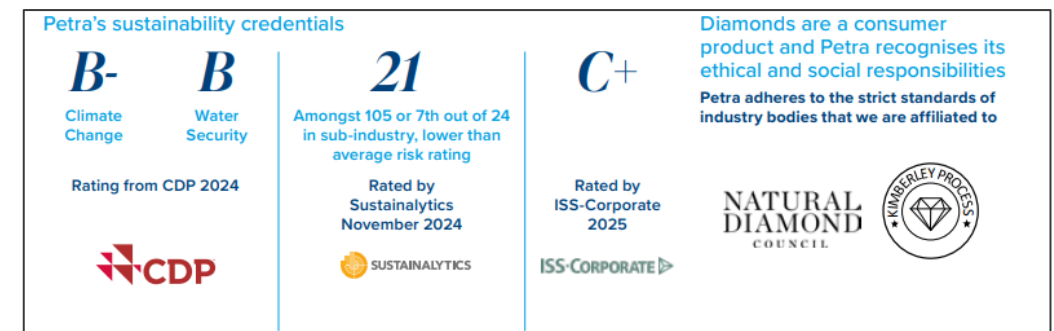 Petra's sustainability credentials
B-
Climate
Change
B
Water
Security
Rating from CDP 2024
CDP
21
Amongst 105 or 7th out of 24
in sub-industry, lower than
average risk rating
Rated by
Sustainalytics
November 2024
SUSTAINALYTICS
C+
Rated by
ISS-Corporate
2025
ISS-CORPORATE
Diamonds are a consumer
product and Petra recognises its
ethical and social responsibilities
Petra adheres to the strict standards of
industry bodies that we are affiliated to
NATURAL
DIAMOND
COUNCIL
KIMBERLEY PROCESS